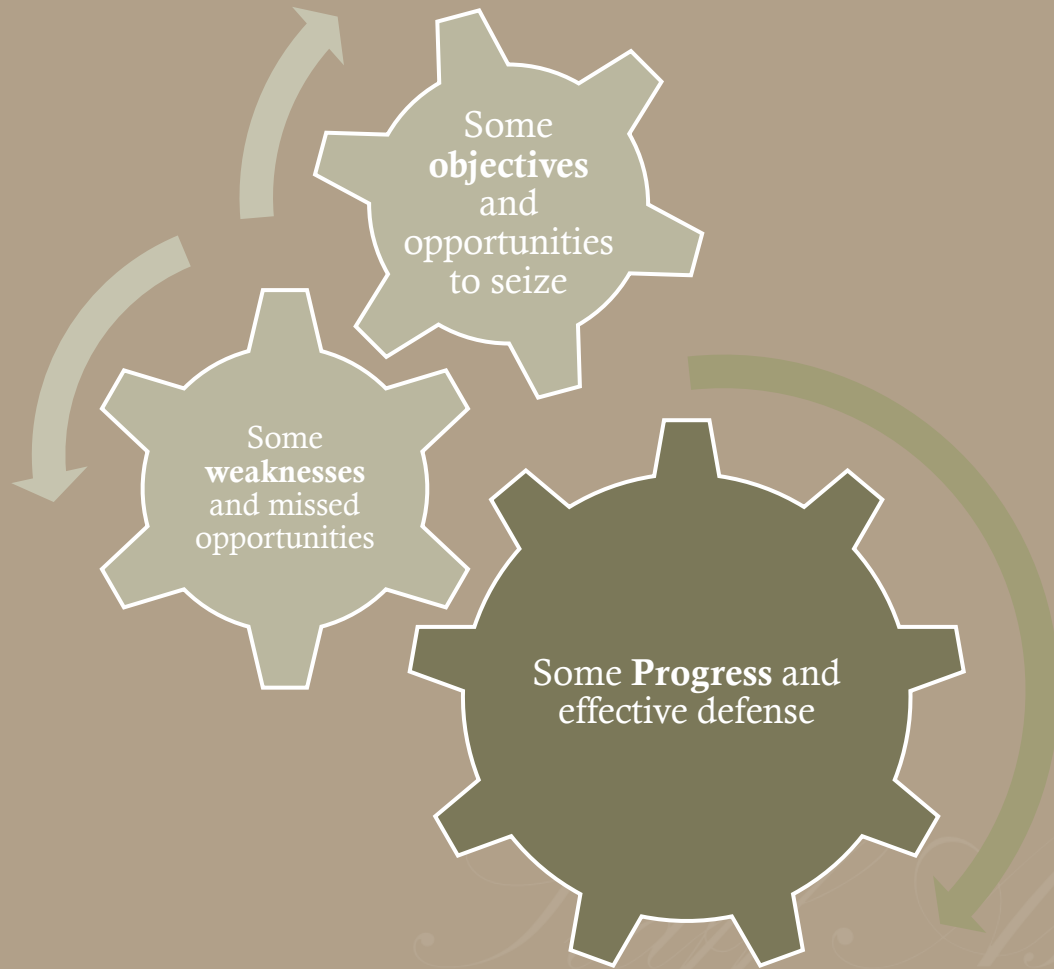 Some
objectives
and
opportunities
to seize
Some
weaknesses
and missed
opportunities
Some Progress and
effective defense